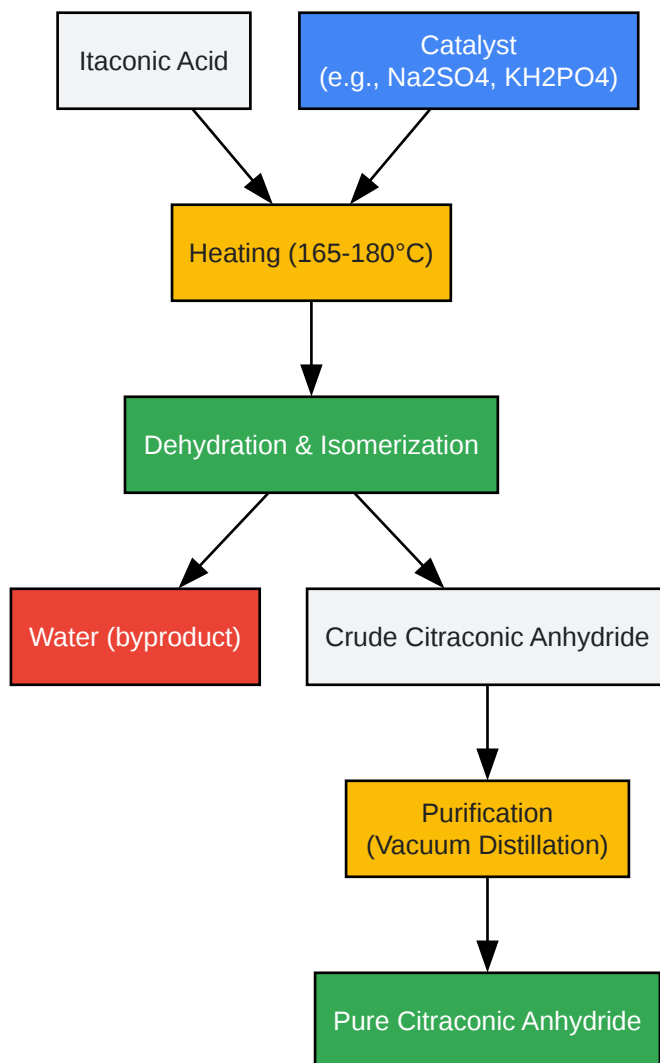 Itaconic Acid
Catalyst
(e.g., Na2SO4, KH2PO4)
Heating (165-180°C)
Dehydration & Isomerization
Water (byproduct)
Crude Citraconic Anhydride
Purification
(Vacuum Distillation)
Pure Citraconic Anhydride